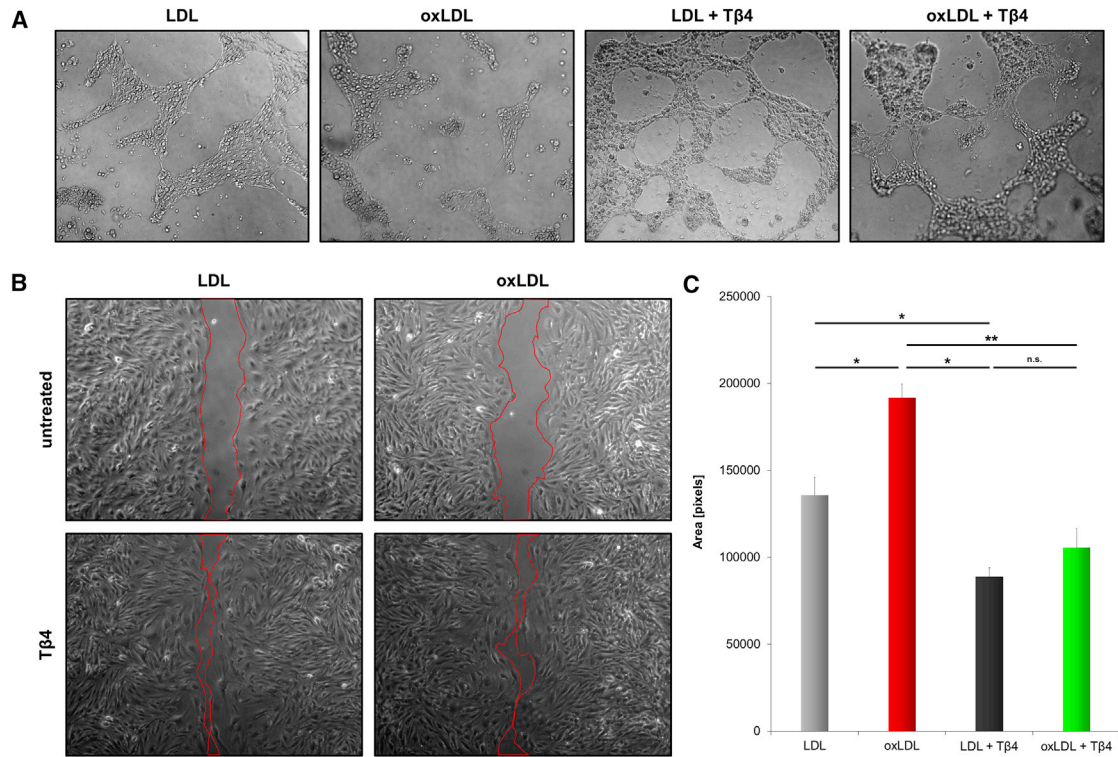 A
LDL
oxLDL
LDL + Tβ4
oxLDL + Tβ4
B
LDL
oxLDL
untreated
Tβ4
C
250000
200000
150000
100000
50000
0
Area [pixels]
*
**
*
*
n.s.
LDL
oxLDL
LDL + Tβ4
oxLDL + Tβ4